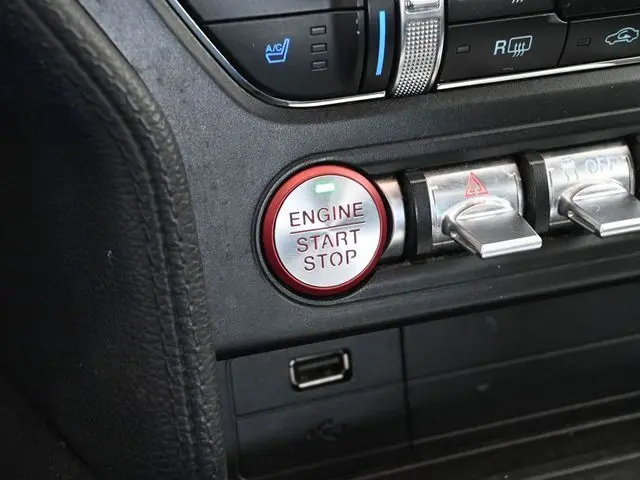 A/C
R
ENGINE
START
STOP
OFF